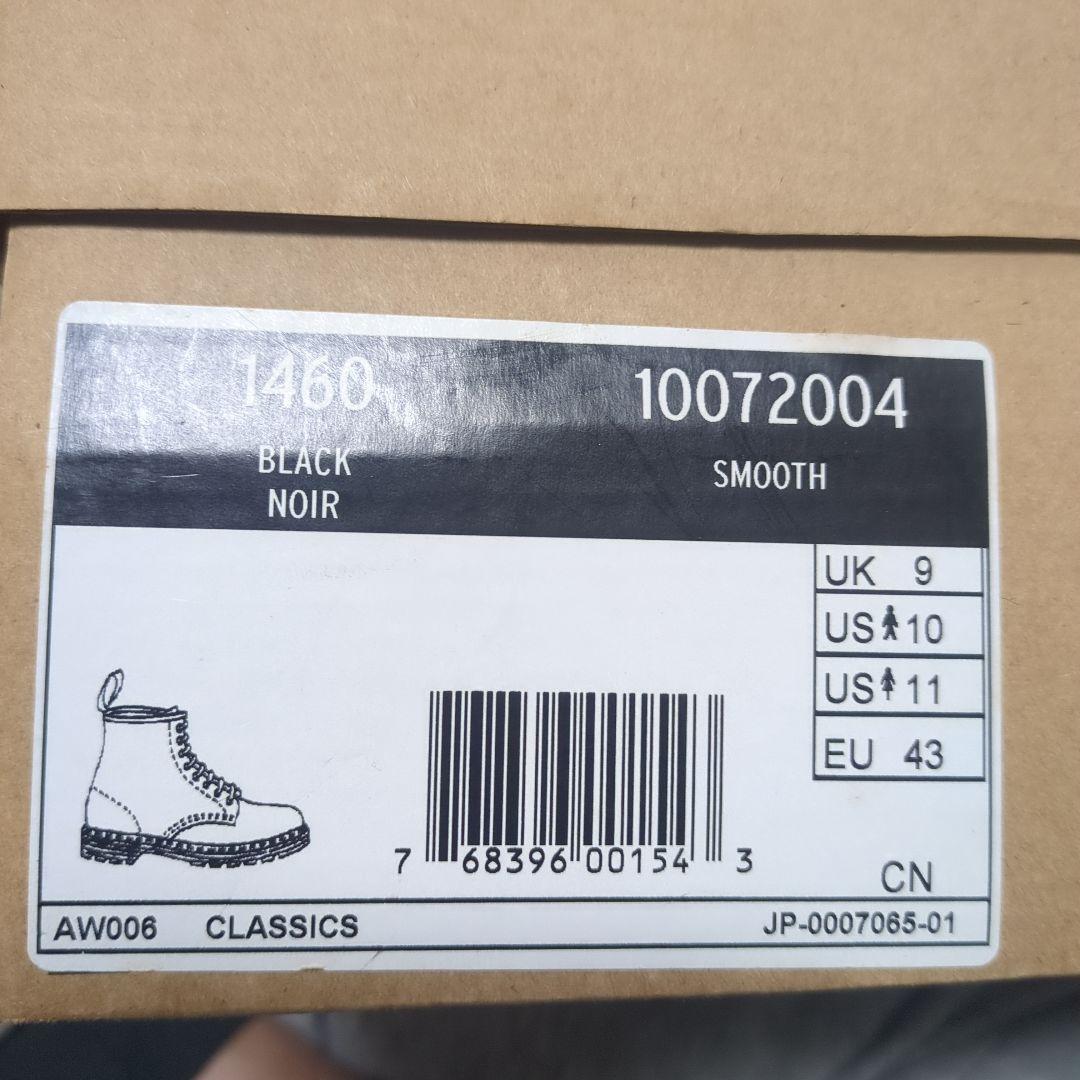 1460 10072004
BLACK SMOOTH
NOIR
UK 9
US 10
US 11
EU 43
7 68396 00154 3
CN
AW006 CLASSICS JP-0007065-01